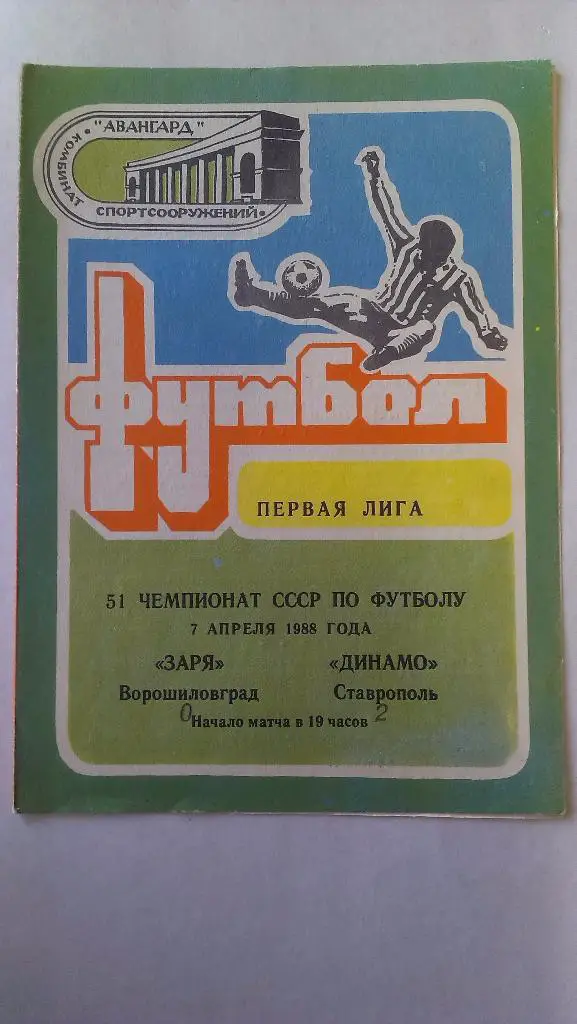 "АВАНГАРД"
КОМБИНАТ
СПОРТСООРУЖЕНИЙ
футбол
ПЕРВАЯ ЛИГА
51 ЧЕМПИОНАТ СССР ПО ФУТБОЛУ
7 АПРЕЛЯ 1988 ГОДА
«ЗАРЯ» «ДИНАМО»
Ворошиловград Ставрополь
0 Начало матча в 19 часов 2